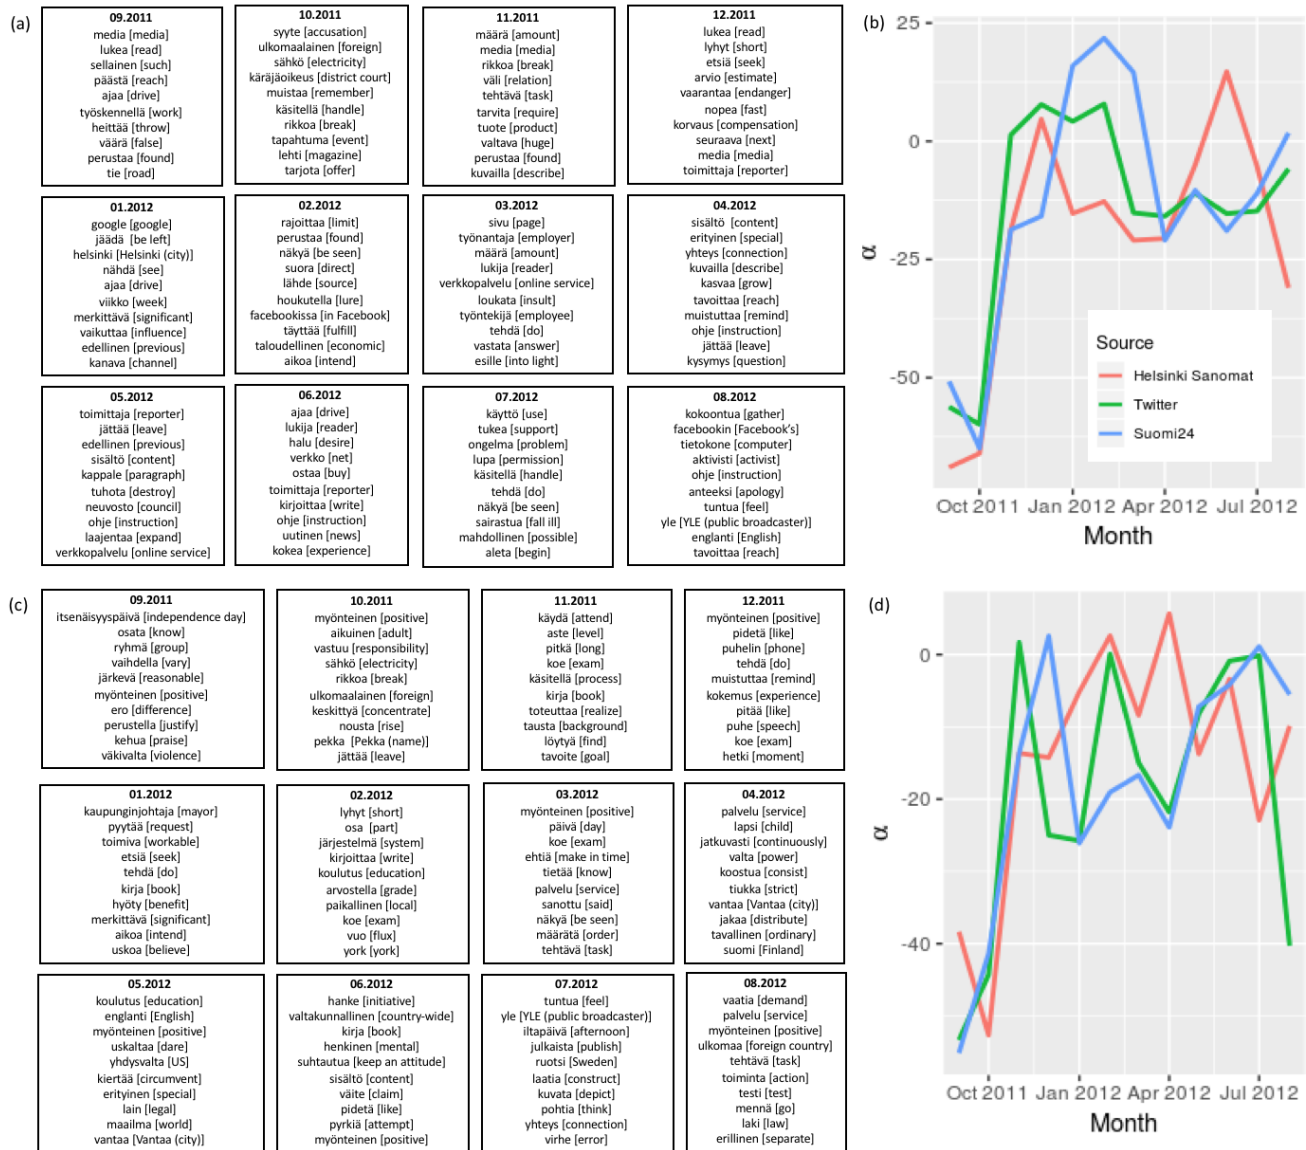 (a)
09.2011
media [media]
lukea [read]
sellainen [such]
päästä [reach]
ajaa [drive]
työskennellä [work]
heittää [throw]
väärä [false]
perustaa [found]
tie [road]
10.2011
syyte [accusation]
ulkomaalainen [foreign]
sähkö [electricity]
käräjäoikeus [district court]
muistaa [remember]
käsitellä [handle]
rikkoa [break]
tapahtuma [event]
lehti [magazine]
tarjota [offer]
11.2011
määrä [amount]
media [media]
rikkoa [break]
väli [relation]
tehtävä [task]
tarvita [require]
tuote [product]
valtava [huge]
perustaa [found]
kuvailla [describe]
12.2011
lukea [read]
lyhyt [short]
etsiä [seek]
arvio [estimate]
vaarantaa [endanger]
nopea [fast]
korvaus [compensation]
seuraava [next]
media [media]
toimittaja [reporter]
01.2012
google [google]
jäädä [be left]
helsinki [Helsinki (city)]
nähdä [see]
ajaa [drive]
viikko [week]
merkittävä [significant]
vaikuttaa [influence]
edellinen [previous]
kanava [channel]
02.2012
rajoittaa [limit]
perustaa [found]
näkyä [be seen]
suora [direct]
lähde [source]
houkutella [lure]
facebookissa [in Facebook]
täyttää [fulfill]
taloudellinen [economic]
aikoa [intend]
03.2012
sivu [page]
työnantaja [employer]
määrä [amount]
lukija [reader]
verkkopalvelu [online service]
loukata [insult]
työntekijä [employee]
tehdä [do]
vastata [answer]
esille [into light]
04.2012
sisältö [content]
erityinen [special]
yhteys [connection]
kuvailla [describe]
kasvaa [grow]
tavoittaa [reach]
muistuttaa [remind]
ohje [instruction]
jättää [leave]
kysymys [question]
05.2012
toimittaja [reporter]
jättää [leave]
edellinen [previous]
sisältö [content]
kappale [paragraph]
tuhota [destroy]
neuvosto [council]
ohje [instruction]
laajentaa [expand]
verkkopalvelu [online service]
06.2012
ajaa [drive]
lukija [reader]
halu [desire]
verkko [net]
ostaa [buy]
toimittaja [reporter]
kirjoittaa [write]
ohje [instruction]
uutinen [news]
kokea [experience]
07.2012
käyttö [use]
tukea [support]
ongelma [problem]
lupa [permission]
käsitellä [handle]
tehdä [do]
näkyä [be seen]
sairastua [fall ill]
mahdollinen [possible]
aleta [begin]
08.2012
kokoontua [gather]
facebookin [Facebook's]
tietokone [computer]
aktivisti [activist]
ohje [instruction]
anteeksi [apology]
tuntua [feel]
yle [YLE (public broadcaster)]
englanti [English]
tavoittaa [reach]
(b)
25
0
-25
-50
α
Source
Helsinki Sanomat
Twitter
Suomi24
Oct 2011 Jan 2012 Apr 2012 Jul 2012
Month
(c)
09.2011
itsenäisyyspäivä [independence day]
osata [know]
ryhmä [group]
vaihdella [vary]
järkevä [reasonable]
myönteinen [positive]
ero [difference]
perustella [justify]
kehua [praise]
väkivalta [violence]
10.2011
myönteinen [positive]
aikuinen [adult]
vastuu [responsibility]
sähkö [electricity]
rikkoa [break]
ulkomaalainen [foreign]
keskittyä [concentrate]
nousta [rise]
pekka [Pekka (name)]
jättää [leave]
11.2011
käydä [attend]
aste [level]
pitkä [long]
koe [exam]
käsitellä [process]
kirja [book]
toteuttaa [realize]
tausta [background]
löytyä [find]
tavoite [goal]
12.2011
myönteinen [positive]
pidetä [like]
puhelin [phone]
tehdä [do]
muistuttaa [remind]
kokemus [experience]
pitää [like]
puhe [speech]
koe [exam]
hetki [moment]
01.2012
kaupunginjohtaja [mayor]
pyytää [request]
toimiva [workable]
etsiä [seek]
tehdä [do]
kirja [book]
hyöty [benefit]
merkittävä [significant]
aikoa [intend]
uskoa [believe]
02.2012
lyhyt [short]
osa [part]
järjestelmä [system]
kirjoittaa [write]
koulutus [education]
arvostella [grade]
paikallinen [local]
koe [exam]
vuo [flux]
york [york]
03.2012
myönteinen [positive]
päivä [day]
koe [exam]
ehtiä [make in time]
tietää [know]
palvelu [service]
sanottu [said]
näkyä [be seen]
määrätä [order]
tehtävä [task]
04.2012
palvelu [service]
lapsi [child]
jatkuvasti [continuously]
valta [power]
koostua [consist]
tiukka [strict]
vantaa [Vantaa (city)]
jakaa [distribute]
tavallinen [ordinary]
suomi [Finland]
05.2012
koulutus [education]
englanti [English]
myönteinen [positive]
uskaltaa [dare]
yhdysvalta [US]
kiertää [circumvent]
erityinen [special]
lain [legal]
maailma [world]
vantaa [Vantaa (city)]
06.2012
hanke [initiative]
valtakunnallinen [country-wide]
kirja [book]
henkinen [mental]
suhtautua [keep an attitude]
sisältö [content]
väite [claim]
pidetä [like]
pyrkiä [attempt]
myönteinen [positive]
07.2012
tuntua [feel]
yle [YLE (public broadcaster)]
iltapäivä [afternoon]
julkaista [publish]
ruotsi [Sweden]
laatia [construct]
kuvata [depict]
pohtia [think]
yhteys [connection]
virhe [error]
08.2012
vaatia [demand]
palvelu [service]
myönteinen [positive]
ulkomaa [foreign country]
tehtävä [task]
toiminta [action]
testi [test]
mennä [go]
laki [law]
erillinen [separate]
(d)
0
-20
-40
α
Oct 2011 Jan 2012 Apr 2012 Jul 2012
Month